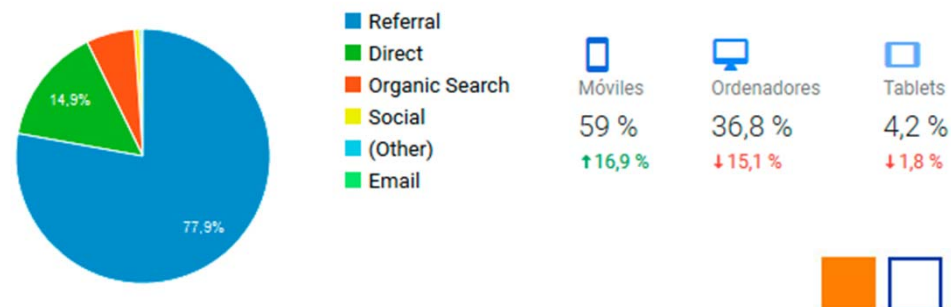 14,9%
77,9%
Referral
Direct
Organic Search
Social
(Other)
Email
Móviles
59 %
↑16,9 %
Ordenadores
36,8 %
↓15,1 %
Tablets
4,2 %
↓1,8 %